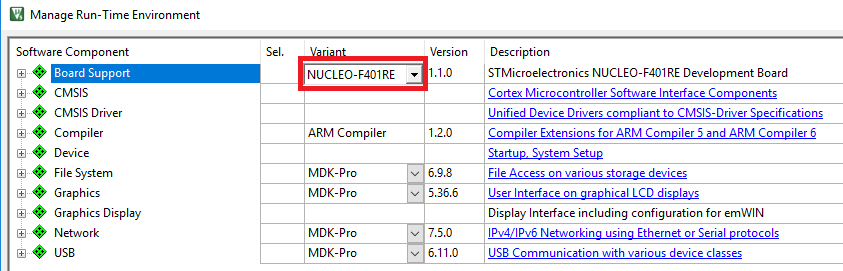 Manage Run-Time Environment
Software Component Sel. Variant Version Description
Board Support NUCLEO-F401RE 1.1.0 STMicroelectronics NUCLEO-F401RE Development Board
CMSIS Cortex Microcontroller Software Interface Components
CMSIS Driver Unified Device Drivers compliant to CMSIS-Driver Specifications
Compiler ARM Compiler 1.2.0 Compiler Extensions for ARM Compiler 5 and ARM Compiler 6
Device Startup, System Setup
File System MDK-Pro 6.9.8 File Access on various storage devices
Graphics MDK-Pro 5.36.6 User Interface on graphical LCD displays
Graphics Display Display Interface including configuration for emWIN
Network MDK-Pro 7.5.0 IPv4/IPv6 Networking using Ethernet or Serial protocols
USB MDK-Pro 6.11.0 USB Communication with various device classes